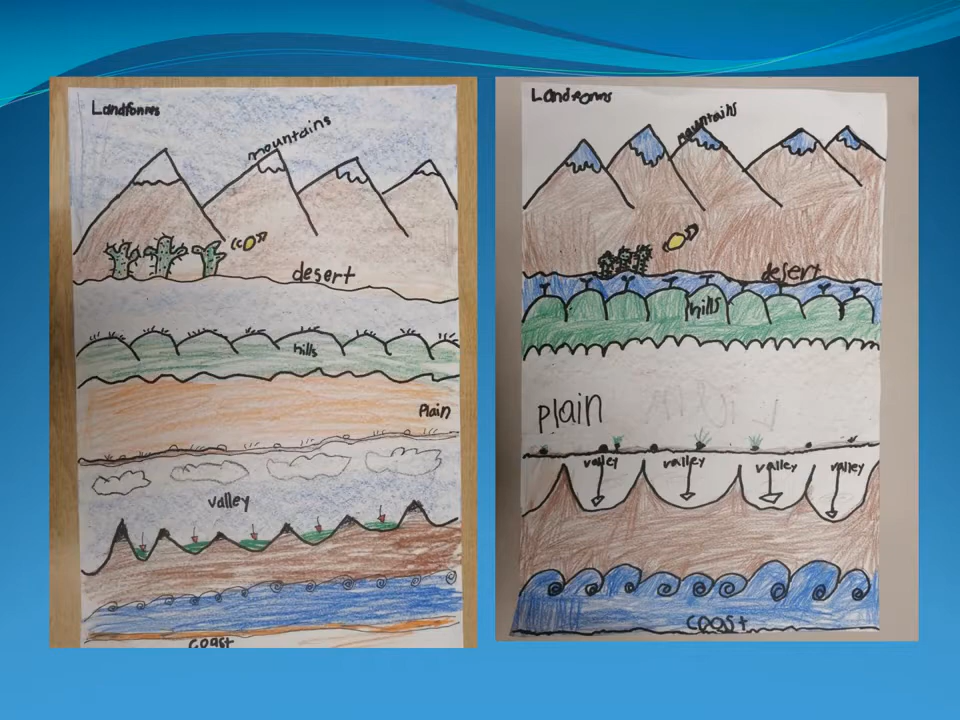 Landforms
mountains
desert
hills
Plain
valley
coast
Landforms
mountains
desert
hills
plain
valley valley valley valley
coast